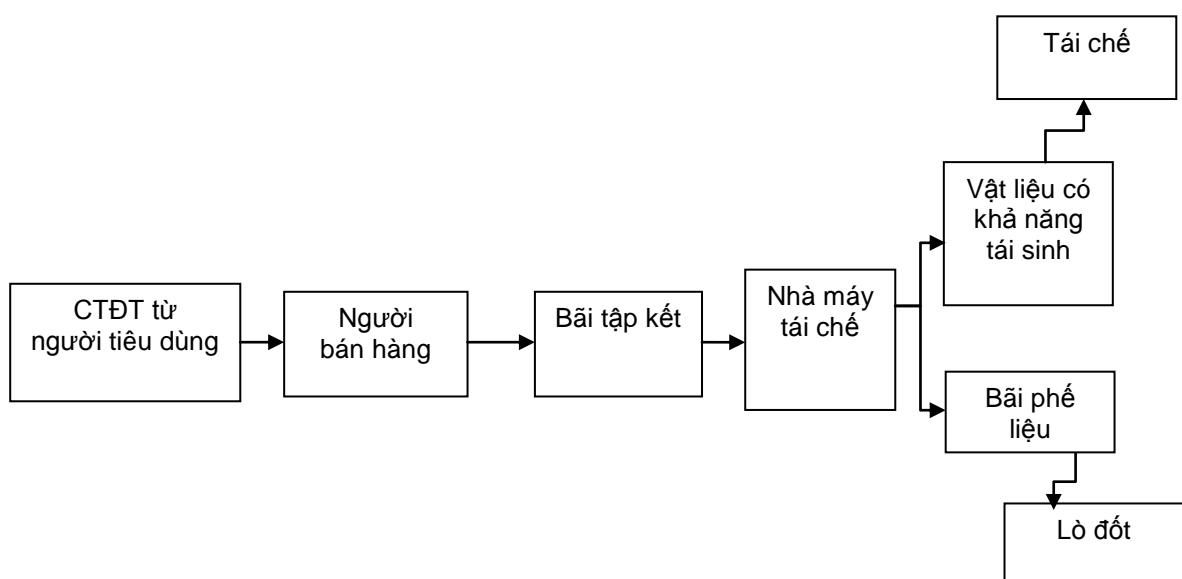 Tái chế
Vật liệu có
khả năng
tái sinh
CTĐT từ
người tiêu dùng
Người
bán hàng
Bãi tập kết
Nhà máy
tái chế
Bãi phế
liệu
Lò đốt